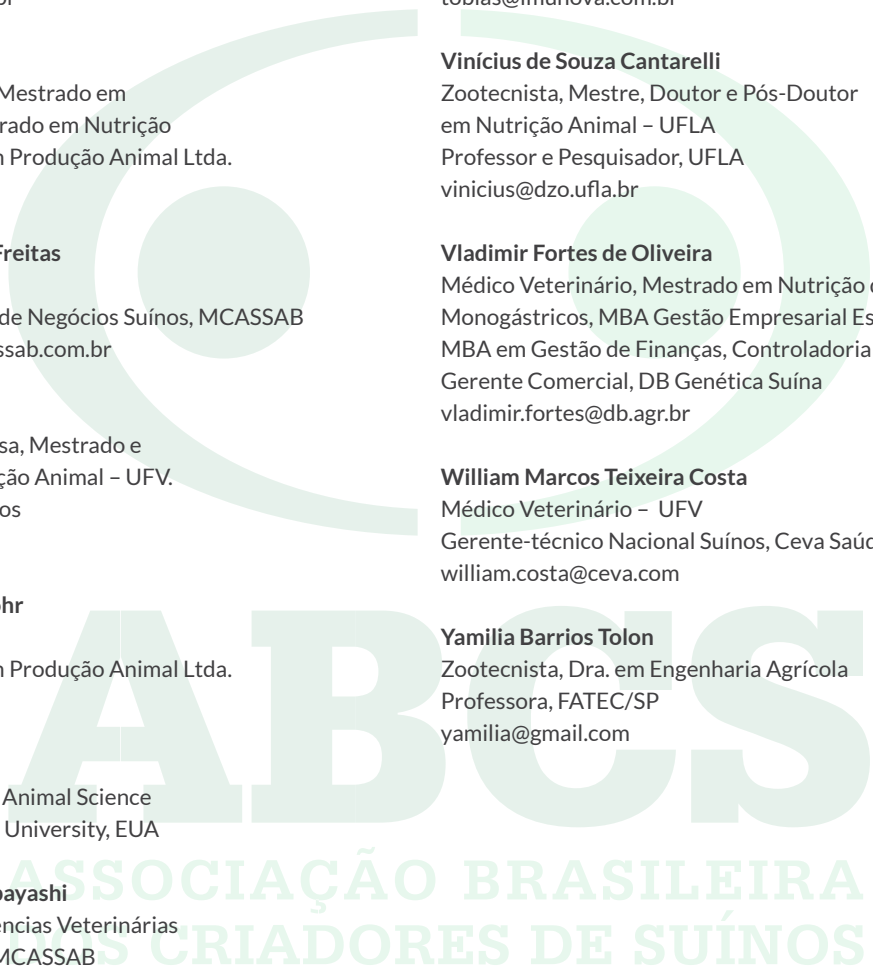 Mestrado em
em Nutrição
Produção Animal Ltda.
Freitas
de Negócios Suínos, MCASSAB
ssab.com.br
sa, Mestrado e
ção Animal – UFV.
os
ohr
Produção Animal Ltda.
Animal Science
University, EUA
bayashi
ências Veterinárias
MCASSAB
tobias@imunova.com.br
Vinícius de Souza Cantarelli
Zootecnista, Mestre, Doutor e Pós-Doutor
em Nutrição Animal – UFLA
Professor e Pesquisador, UFLA
vinicius@dzo.ufla.br
Vladimir Fortes de Oliveira
Médico Veterinário, Mestrado em Nutrição
Monogástricos, MBA Gestão Empresarial Es
MBA em Gestão de Finanças, Controladoria
Gerente Comercial, DB Genética Suína
vladimir.fortes@db.agr.br
William Marcos Teixeira Costa
Médico Veterinário – UFV
Gerente-técnico Nacional Suínos, Ceva Saúd
william.costa@ceva.com
Yamilia Barrios Tolon
Zootecnista, Dra. em Engenharia Agrícola
Professora, FATEC/SP
yamilia@gmail.com
ABCS
ASSOCIAÇÃO BRASILEIRA
DOS CRIADORES DE SUÍNOS